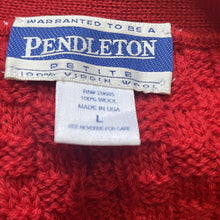 WARRANTED TO BE A
PENDLETON
PETITE
100% VIRGIN WOOL
RN# 29685
100% WOOL
MADE IN USA
L
SEE REVERSE FOR CARE